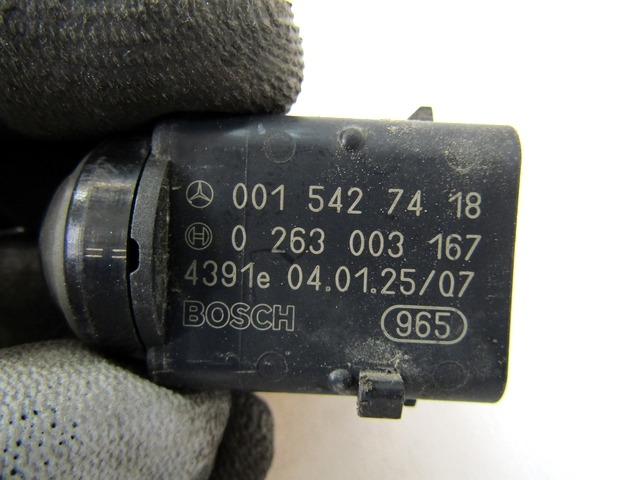 001 542 74 18
0 263 003 167
4391e 04.01.25/07
BOSCH 965